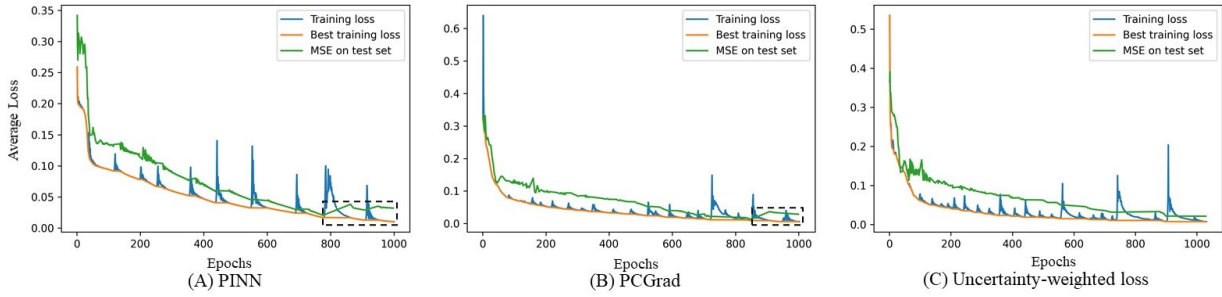 0.35
0.30
0.25
0.20
0.15
0.10
0.05
0.00
Average Loss
0 200 400 600 800 1000
Epochs
Training loss
Best training loss
MSE on test set
(A) PINN
0.6
0.5
0.4
0.3
0.2
0.1
0.0
0 200 400 600 800 1000
Epochs
Training loss
Best training loss
MSE on test set
(B) PCGrad
0.5
0.4
0.3
0.2
0.1
0.0
0 200 400 600 800 1000
Epochs
Training loss
Best training loss
MSE on test set
(C) Uncertainty-weighted loss